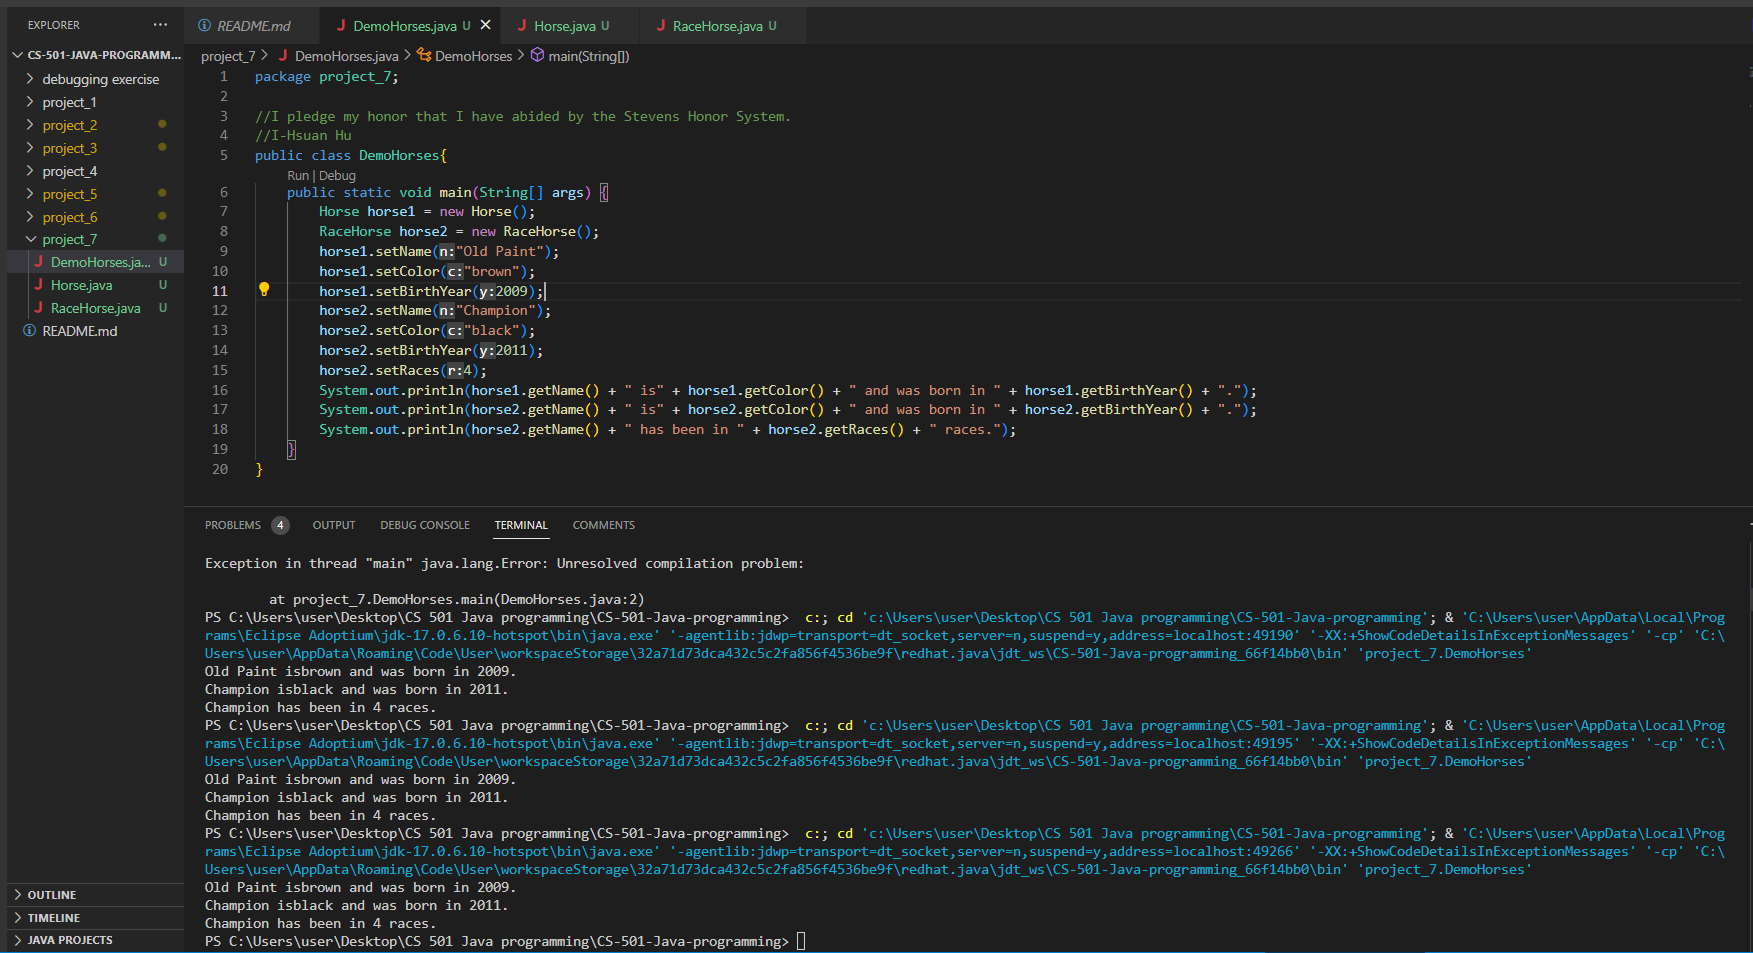 EXPLORER ···
CS-501-JAVA-PROGRAMM...
debugging exercise
project_1
project_2
project_3
project_4
project_5
project_6
project_7
DemoHorses.ja... U
Horse.java U
RaceHorse.java U
README.md
OUTLINE
TIMELINE
JAVA PROJECTS
README.md DemoHorses.java U Horse.java U RaceHorse.java U
project_7 > DemoHorses.java > DemoHorses > main(String[])
1 package project_7;
2
3 //I pledge my honor that I have abided by the Stevens Honor System.
4 //I-Hsuan Hu
5 public class DemoHorses{
Run | Debug
6 public static void main(String[] args) {
7 Horse horse1 = new Horse();
8 RaceHorse horse2 = new RaceHorse();
9 horse1.setName(n:"Old Paint");
10 horse1.setColor(c:"brown");
11 horse1.setBirthYear(y:2009);
12 horse2.setName(n:"Champion");
13 horse2.setColor(c:"black");
14 horse2.setBirthYear(y:2011);
15 horse2.setRaces(r:4);
16 System.out.println(horse1.getName() + " is" + horse1.getColor() + " and was born in " + horse1.getBirthYear() + ".");
17 System.out.println(horse2.getName() + " is" + horse2.getColor() + " and was born in " + horse2.getBirthYear() + ".");
18 System.out.println(horse2.getName() + " has been in " + horse2.getRaces() + " races.");
19 }
20 }
PROBLEMS 4 OUTPUT DEBUG CONSOLE TERMINAL COMMENTS
Exception in thread "main" java.lang.Error: Unresolved compilation problem:
at project_7.DemoHorses.main(DemoHorses.java:2)
PS C:\Users\user\Desktop\CS 501 Java programming\CS-501-Java-programming> c:; cd 'c:\Users\user\Desktop\CS 501 Java programming\CS-501-Java-programming'; & 'C:\Users\user\AppData\Local\Prog
rams\Eclipse Adoptium\jdk-17.0.6.10-hotspot\bin\java.exe' '-agentlib:jdwp=transport=dt_socket,server=n,suspend=y,address=localhost:49190' '-XX:+ShowCodeDetailsInExceptionMessages' '-cp' 'C:\
Users\user\AppData\Roaming\Code\User\workspaceStorage\32a71d73dca432c5c2fa856f4536be9f\redhat.java\jdt_ws\CS-501-Java-programming_66f14bb0\bin' 'project_7.DemoHorses'
Old Paint isbrown and was born in 2009.
Champion isblack and was born in 2011.
Champion has been in 4 races.
PS C:\Users\user\Desktop\CS 501 Java programming\CS-501-Java-programming> c:; cd 'c:\Users\user\Desktop\CS 501 Java programming\CS-501-Java-programming'; & 'C:\Users\user\AppData\Local\Prog
rams\Eclipse Adoptium\jdk-17.0.6.10-hotspot\bin\java.exe' '-agentlib:jdwp=transport=dt_socket,server=n,suspend=y,address=localhost:49195' '-XX:+ShowCodeDetailsInExceptionMessages' '-cp' 'C:\
Users\user\AppData\Roaming\Code\User\workspaceStorage\32a71d73dca432c5c2fa856f4536be9f\redhat.java\jdt_ws\CS-501-Java-programming_66f14bb0\bin' 'project_7.DemoHorses'
Old Paint isbrown and was born in 2009.
Champion isblack and was born in 2011.
Champion has been in 4 races.
PS C:\Users\user\Desktop\CS 501 Java programming\CS-501-Java-programming> c:; cd 'c:\Users\user\Desktop\CS 501 Java programming\CS-501-Java-programming'; & 'C:\Users\user\AppData\Local\Prog
rams\Eclipse Adoptium\jdk-17.0.6.10-hotspot\bin\java.exe' '-agentlib:jdwp=transport=dt_socket,server=n,suspend=y,address=localhost:49266' '-XX:+ShowCodeDetailsInExceptionMessages' '-cp' 'C:\
Users\user\AppData\Roaming\Code\User\workspaceStorage\32a71d73dca432c5c2fa856f4536be9f\redhat.java\jdt_ws\CS-501-Java-programming_66f14bb0\bin' 'project_7.DemoHorses'
Old Paint isbrown and was born in 2009.
Champion isblack and was born in 2011.
Champion has been in 4 races.
PS C:\Users\user\Desktop\CS 501 Java programming\CS-501-Java-programming>